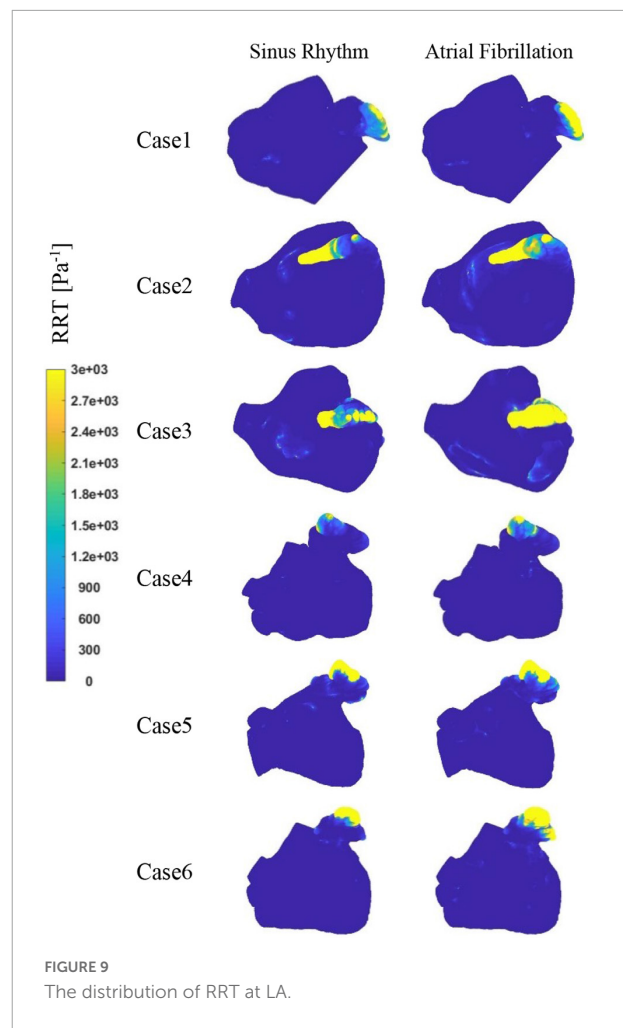 Sinus Rhythm Atrial Fibrillation
Case1
Case2
Case3
Case4
Case5
Case6
RRT [Pa⁻¹]
3e+03
2.7e+03
2.4e+03
2.1e+03
1.8e+03
1.5e+03
1.2e+03
900
600
300
0
FIGURE 9
The distribution of RRT at LA.